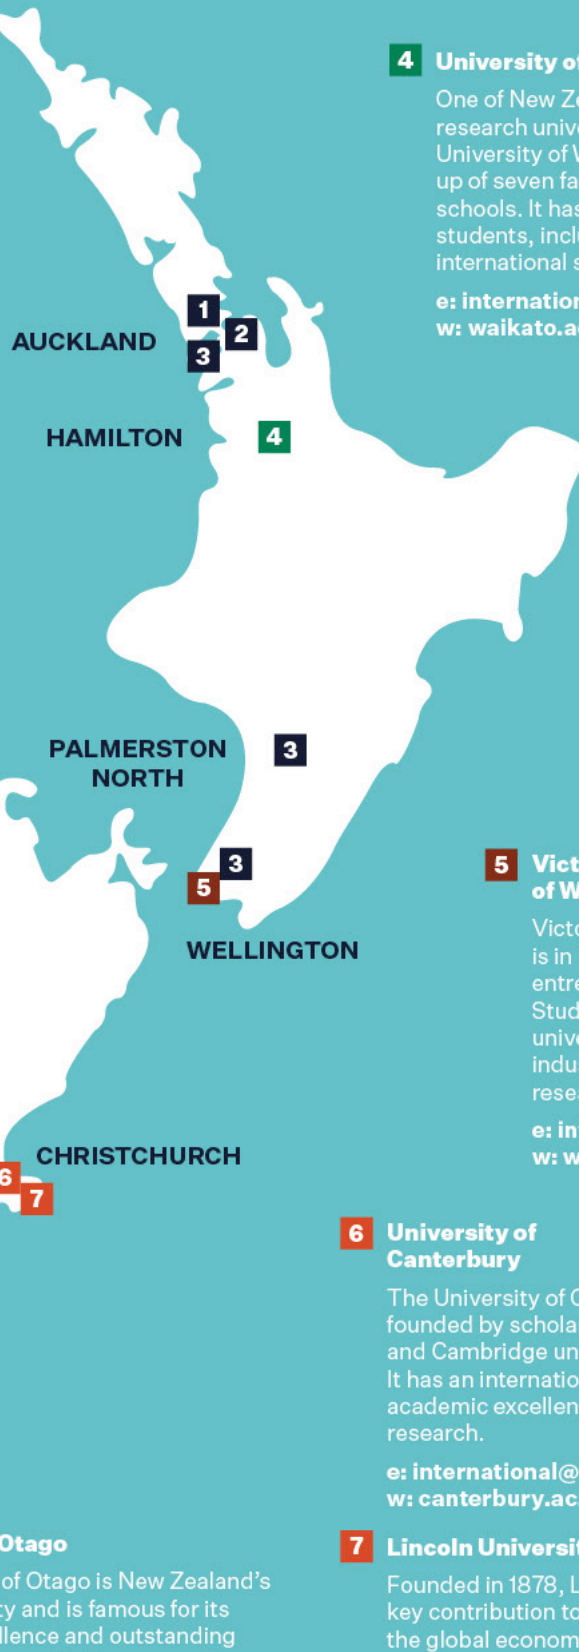 4 University of
One of New Ze
research unive
University of W
up of seven fa
schools. It has
students, inclu
international s
e: internation
w: waikato.a
1
2
AUCKLAND
3
HAMILTON
4
PALMERSTON
NORTH
3
3
5
WELLINGTON
5 Vict
of W
Victo
is in
entre
Stud
unive
indus
resea
e: in
w: w
CHRISTCHURCH
6
7
6 University of
Canterbury
The University of C
founded by schola
and Cambridge un
It has an internatio
academic excellen
research.
e: international@
w: canterbury.ac
Otago
of Otago is New Zealand's
ty and is famous for its
llence and outstanding
7 Lincoln Universit
Founded in 1878, L
key contribution to
the global econom